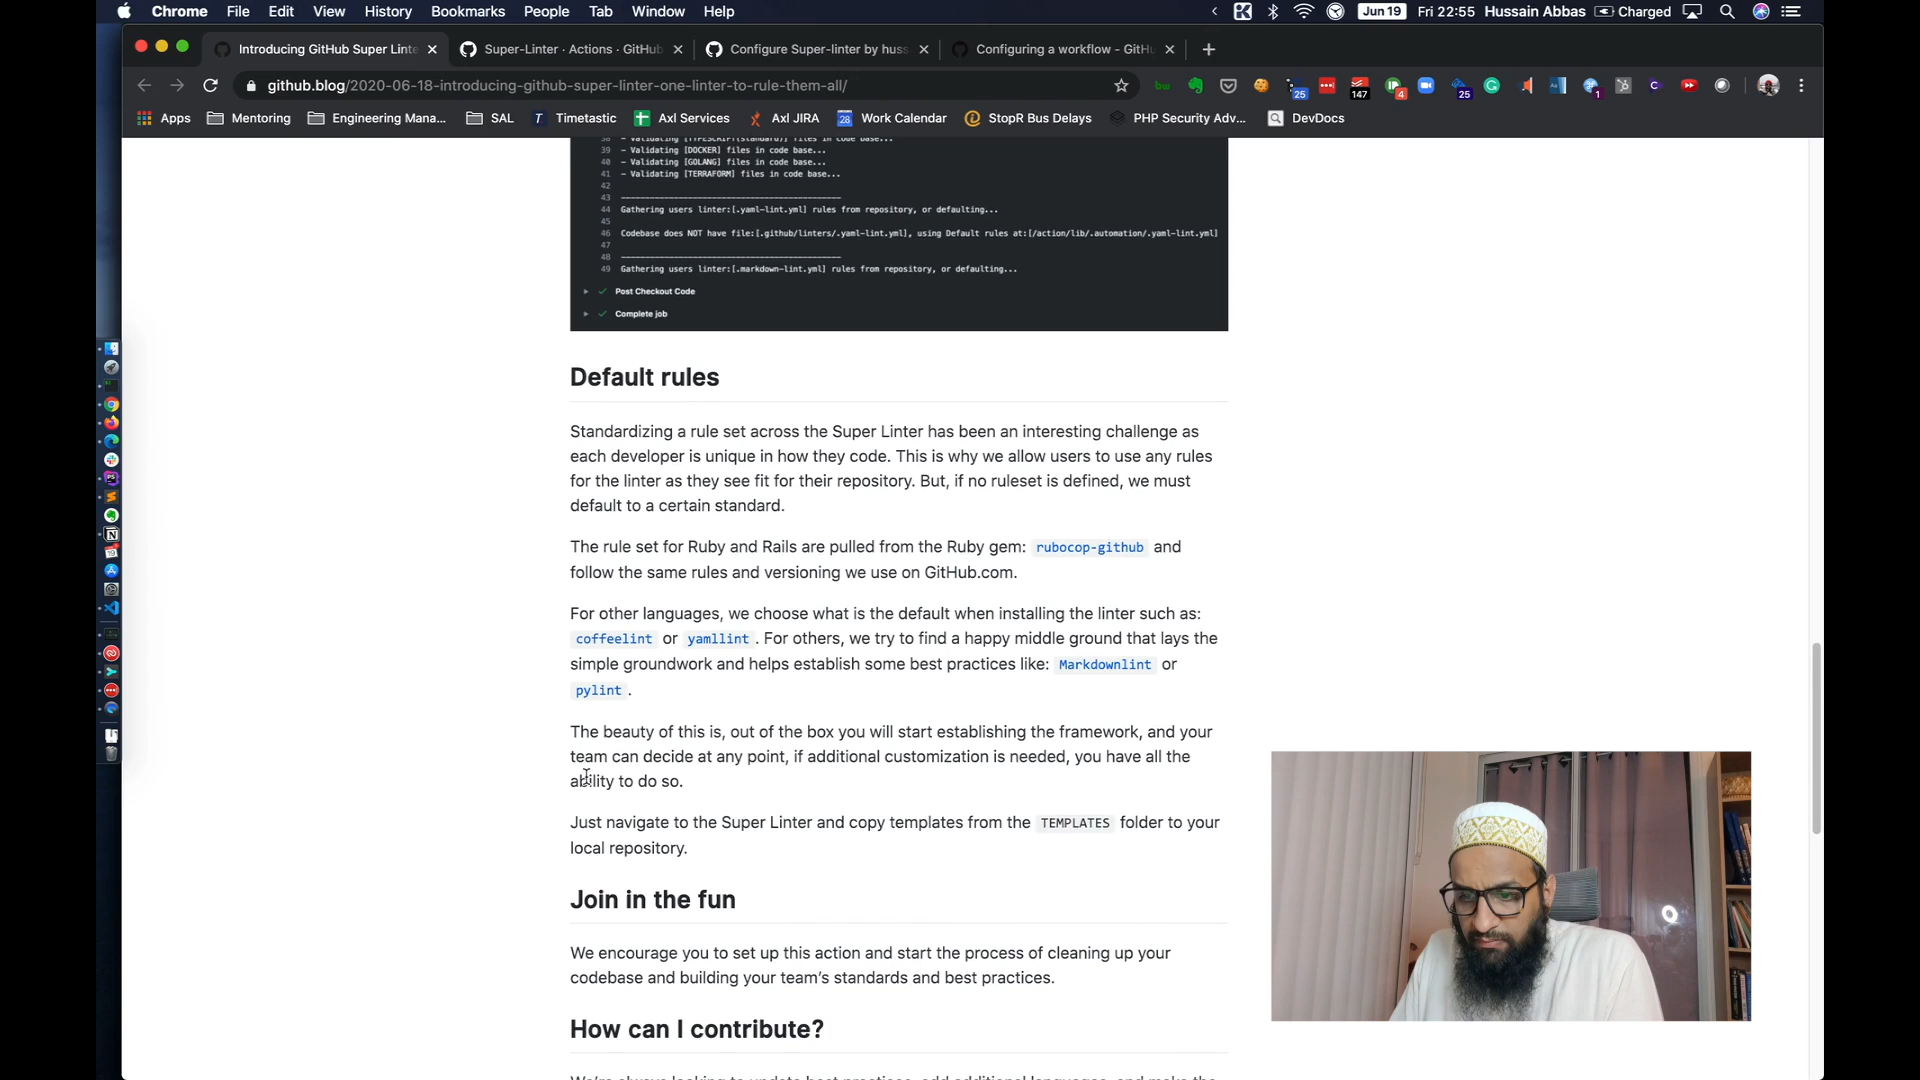 Chrome File Edit View History Bookmarks People Tab Window Help Jun 19 Fri 22:55 Hussain Abbas Charged
Introducing GitHub Super Linte Super-Linter · Actions · GitHub Configure Super-linter by huss Configuring a workflow - GitHu
github.blog/2020-06-18-introducing-github-super-linter-one-linter-to-rule-them-all/
Apps Mentoring Engineering Mana... SAL Timetastic Axl Services Axl JIRA Work Calendar StopR Bus Delays PHP Security Adv... DevDocs
39 - Validating [DOCKER] files in code base...
40 - Validating [GOLANG] files in code base...
41 - Validating [TERRAFORM] files in code base...
42
43 ----------------------------------------------
44 Gathering users linter:[.yaml-lint.yml] rules from repository, or defaulting...
45
46 Codebase does NOT have file:[.github/linters/.yaml-lint.yml], using Default rules at:[/action/lib/.automation/.yaml-lint.yml]
47
48 ----------------------------------------------
49 Gathering users linter:[.markdown-lint.yml] rules from repository, or defaulting...
Post Checkout Code
Complete job
Default rules
Standardizing a rule set across the Super Linter has been an interesting challenge as
each developer is unique in how they code. This is why we allow users to use any rules
for the linter as they see fit for their repository. But, if no ruleset is defined, we must
default to a certain standard.
The rule set for Ruby and Rails are pulled from the Ruby gem: rubocop-github and
follow the same rules and versioning we use on GitHub.com.
For other languages, we choose what is the default when installing the linter such as:
coffeelint or yamllint . For others, we try to find a happy middle ground that lays the
simple groundwork and helps establish some best practices like: Markdownlint or
pylint .
The beauty of this is, out of the box you will start establishing the framework, and your
team can decide at any point, if additional customization is needed, you have all the
ability to do so.
Just navigate to the Super Linter and copy templates from the TEMPLATES folder to your
local repository.
Join in the fun
We encourage you to set up this action and start the process of cleaning up your
codebase and building your team's standards and best practices.
How can I contribute?